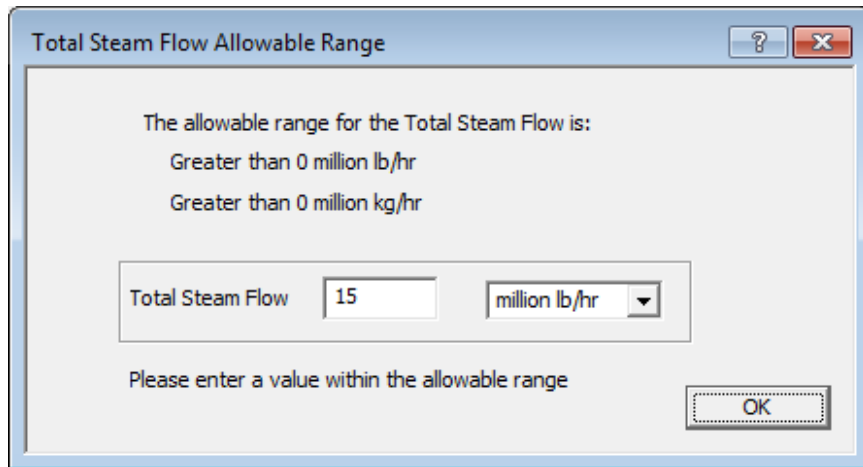 Total Steam Flow Allowable Range
The allowable range for the Total Steam Flow is:
Greater than 0 million lb/hr
Greater than 0 million kg/hr
Total Steam Flow 15 million lb/hr
Please enter a value within the allowable range
OK